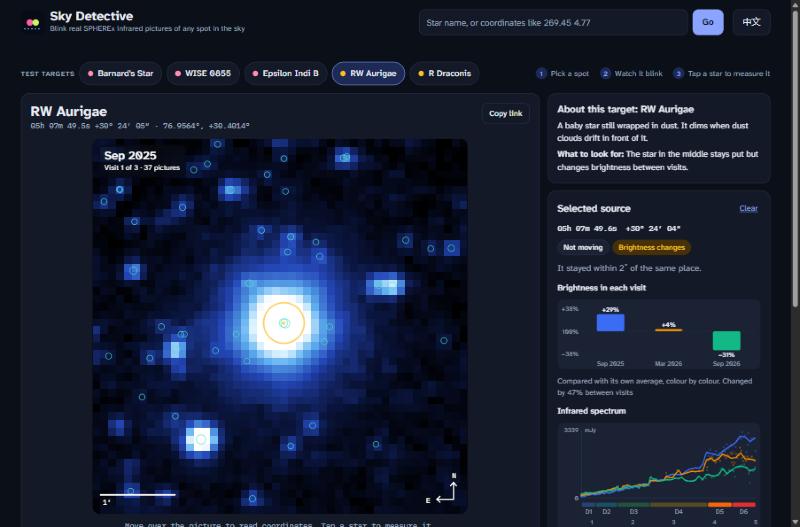 Sky Detective
Blink real SPHEREx infrared pictures of any spot in the sky
Star name, or coordinates like 269.45 4.77
Go
中文
TEST TARGETS
Barnard's Star
WISE 0855
Epsilon Indi B
RW Aurigae
R Draconis
1 Pick a spot
2 Watch it blink
3 Tap a star to measure it
RW Aurigae
05h 07m 49.5s +30° 24′ 05″ · 76.9564°, +30.4014°
Copy link
Sep 2025
Visit 1 of 3 · 37 pictures
1′
N
E
Move over the picture to read coordinates. Tap a star to measure it.
About this target: RW Aurigae
A baby star still wrapped in dust. It dims when dust
clouds drift in front of it.
What to look for: The star in the middle stays put but
changes brightness between visits.
Selected source
Clear
05h 07m 49.6s +30° 24′ 04″
Not moving
Brightness changes
It stayed within 2″ of the same place.
Brightness in each visit
+38%
100%
−38%
+29%
+4%
−31%
Sep 2025
Mar 2026
Sep 2026
Compared with its own average, colour by colour. Changed
by 47% between visits
Infrared spectrum
3339 mJy
0
D1 D2 D3 D4 D5 D6
1 2 3 4 5